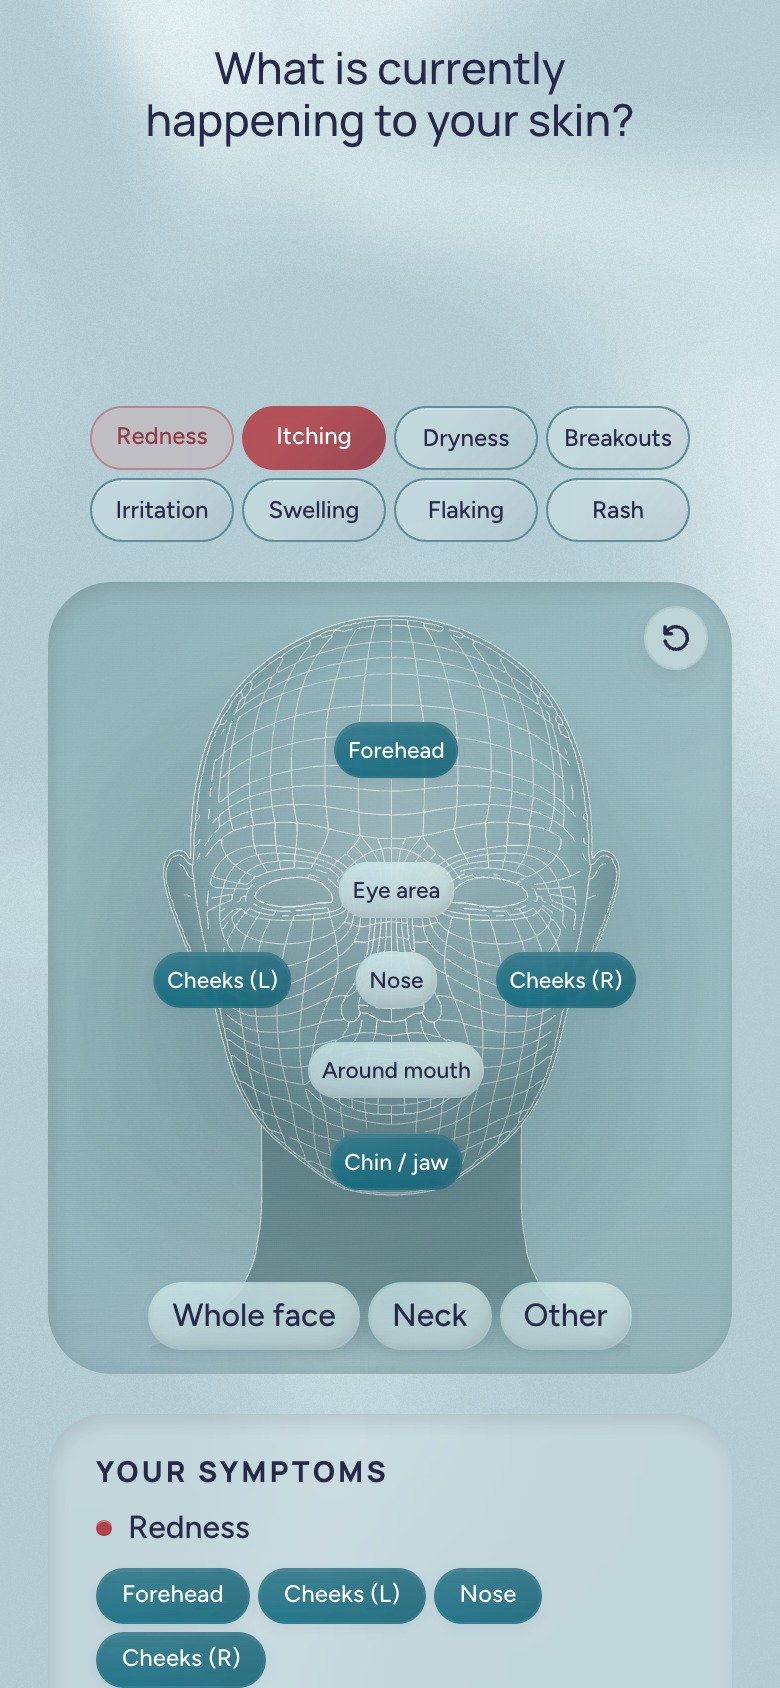 What is currently
happening to your skin?
Redness Itching Dryness Breakouts
Irritation Swelling Flaking Rash
Forehead
Eye area
Cheeks (L) Nose Cheeks (R)
Around mouth
Chin / jaw
Whole face Neck Other
YOUR SYMPTOMS
Redness
Forehead Cheeks (L) Nose
Cheeks (R)